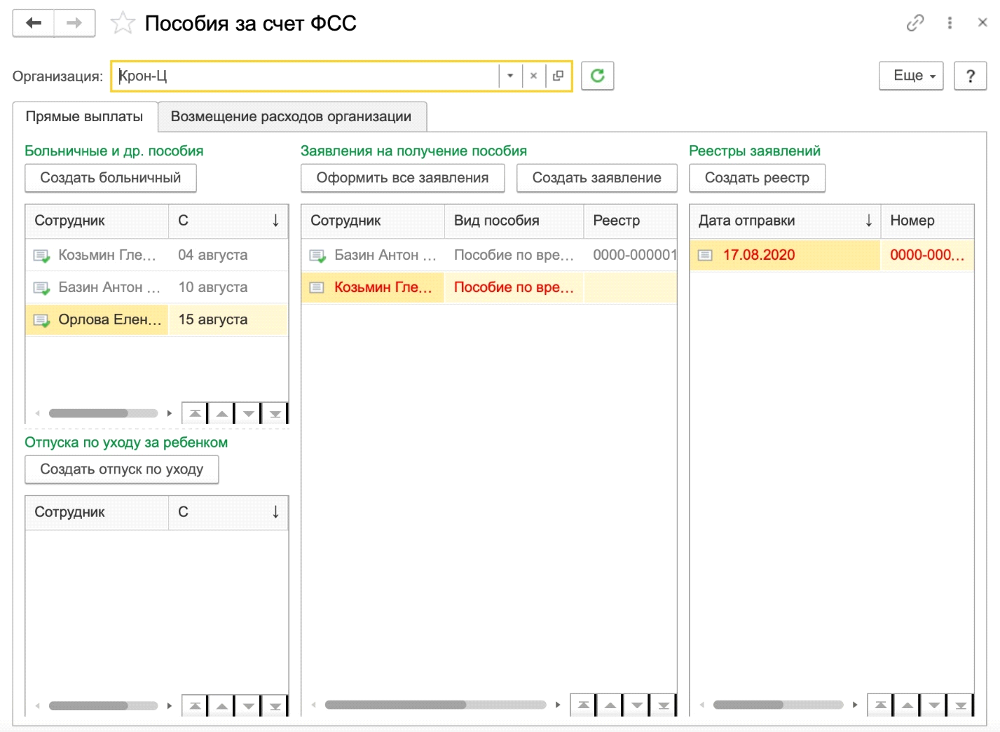 Пособия за счет ФСС
Организация: Крон-Ц
Еще ?
Прямые выплаты Возмещение расходов организации
Больничные и др. пособия
Создать больничный
Сотрудник С ↓
Козьмин Гле... 04 августа
Базин Антон ... 10 августа
Орлова Елен... 15 августа
Отпуска по уходу за ребенком
Создать отпуск по уходу
Сотрудник С ↓
Заявления на получение пособия
Оформить все заявления Создать заявление
Сотрудник Вид пособия Реестр
Базин Антон ... Пособие по вре... 0000-000001
Козьмин Гле... Пособие по вре...
Реестры заявлений
Создать реестр
Дата отправки ↓ Номер
17.08.2020 0000-000...